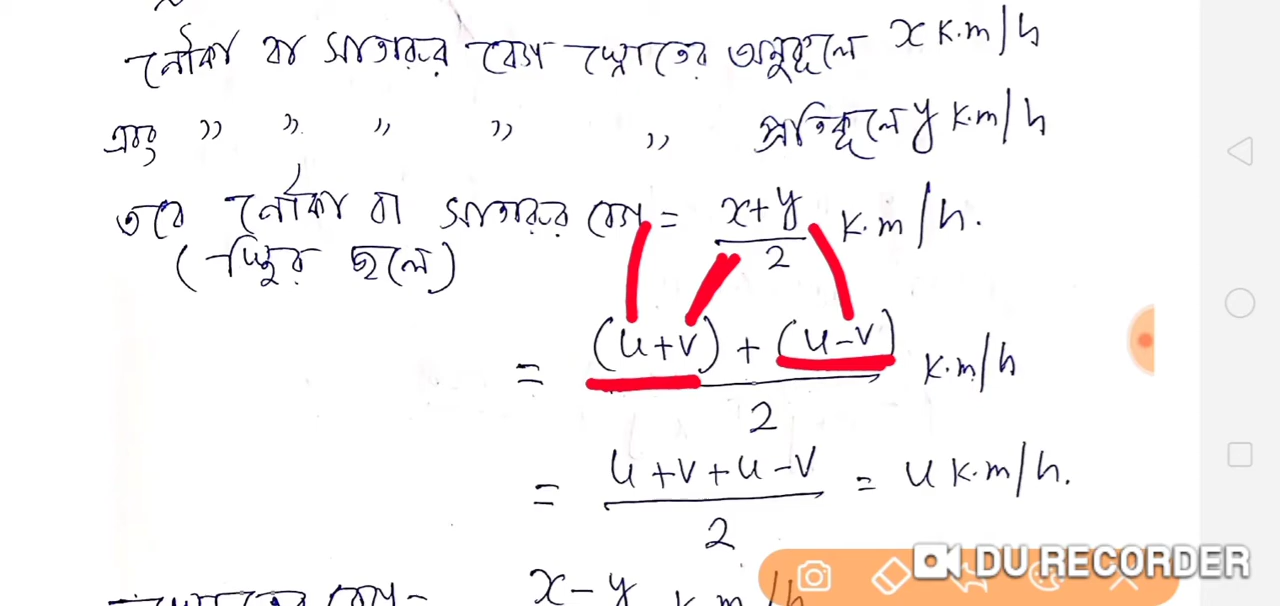 নৌকা বা সাতারুর বেগ স্রোতের অনুকূলে x k.m/h
এবং " " " " " প্রতিকূলে y k.m/h
তবে নৌকা বা সাতারুর বেগ = x+y/2 k.m/h.
(স্থির জলে)
= (u+v) + (u-v)/2 k.m/h
= u+v+u-v/2 = u k.m/h.
স্রোতের বেগ = x-y k.m/h
DU RECORDER